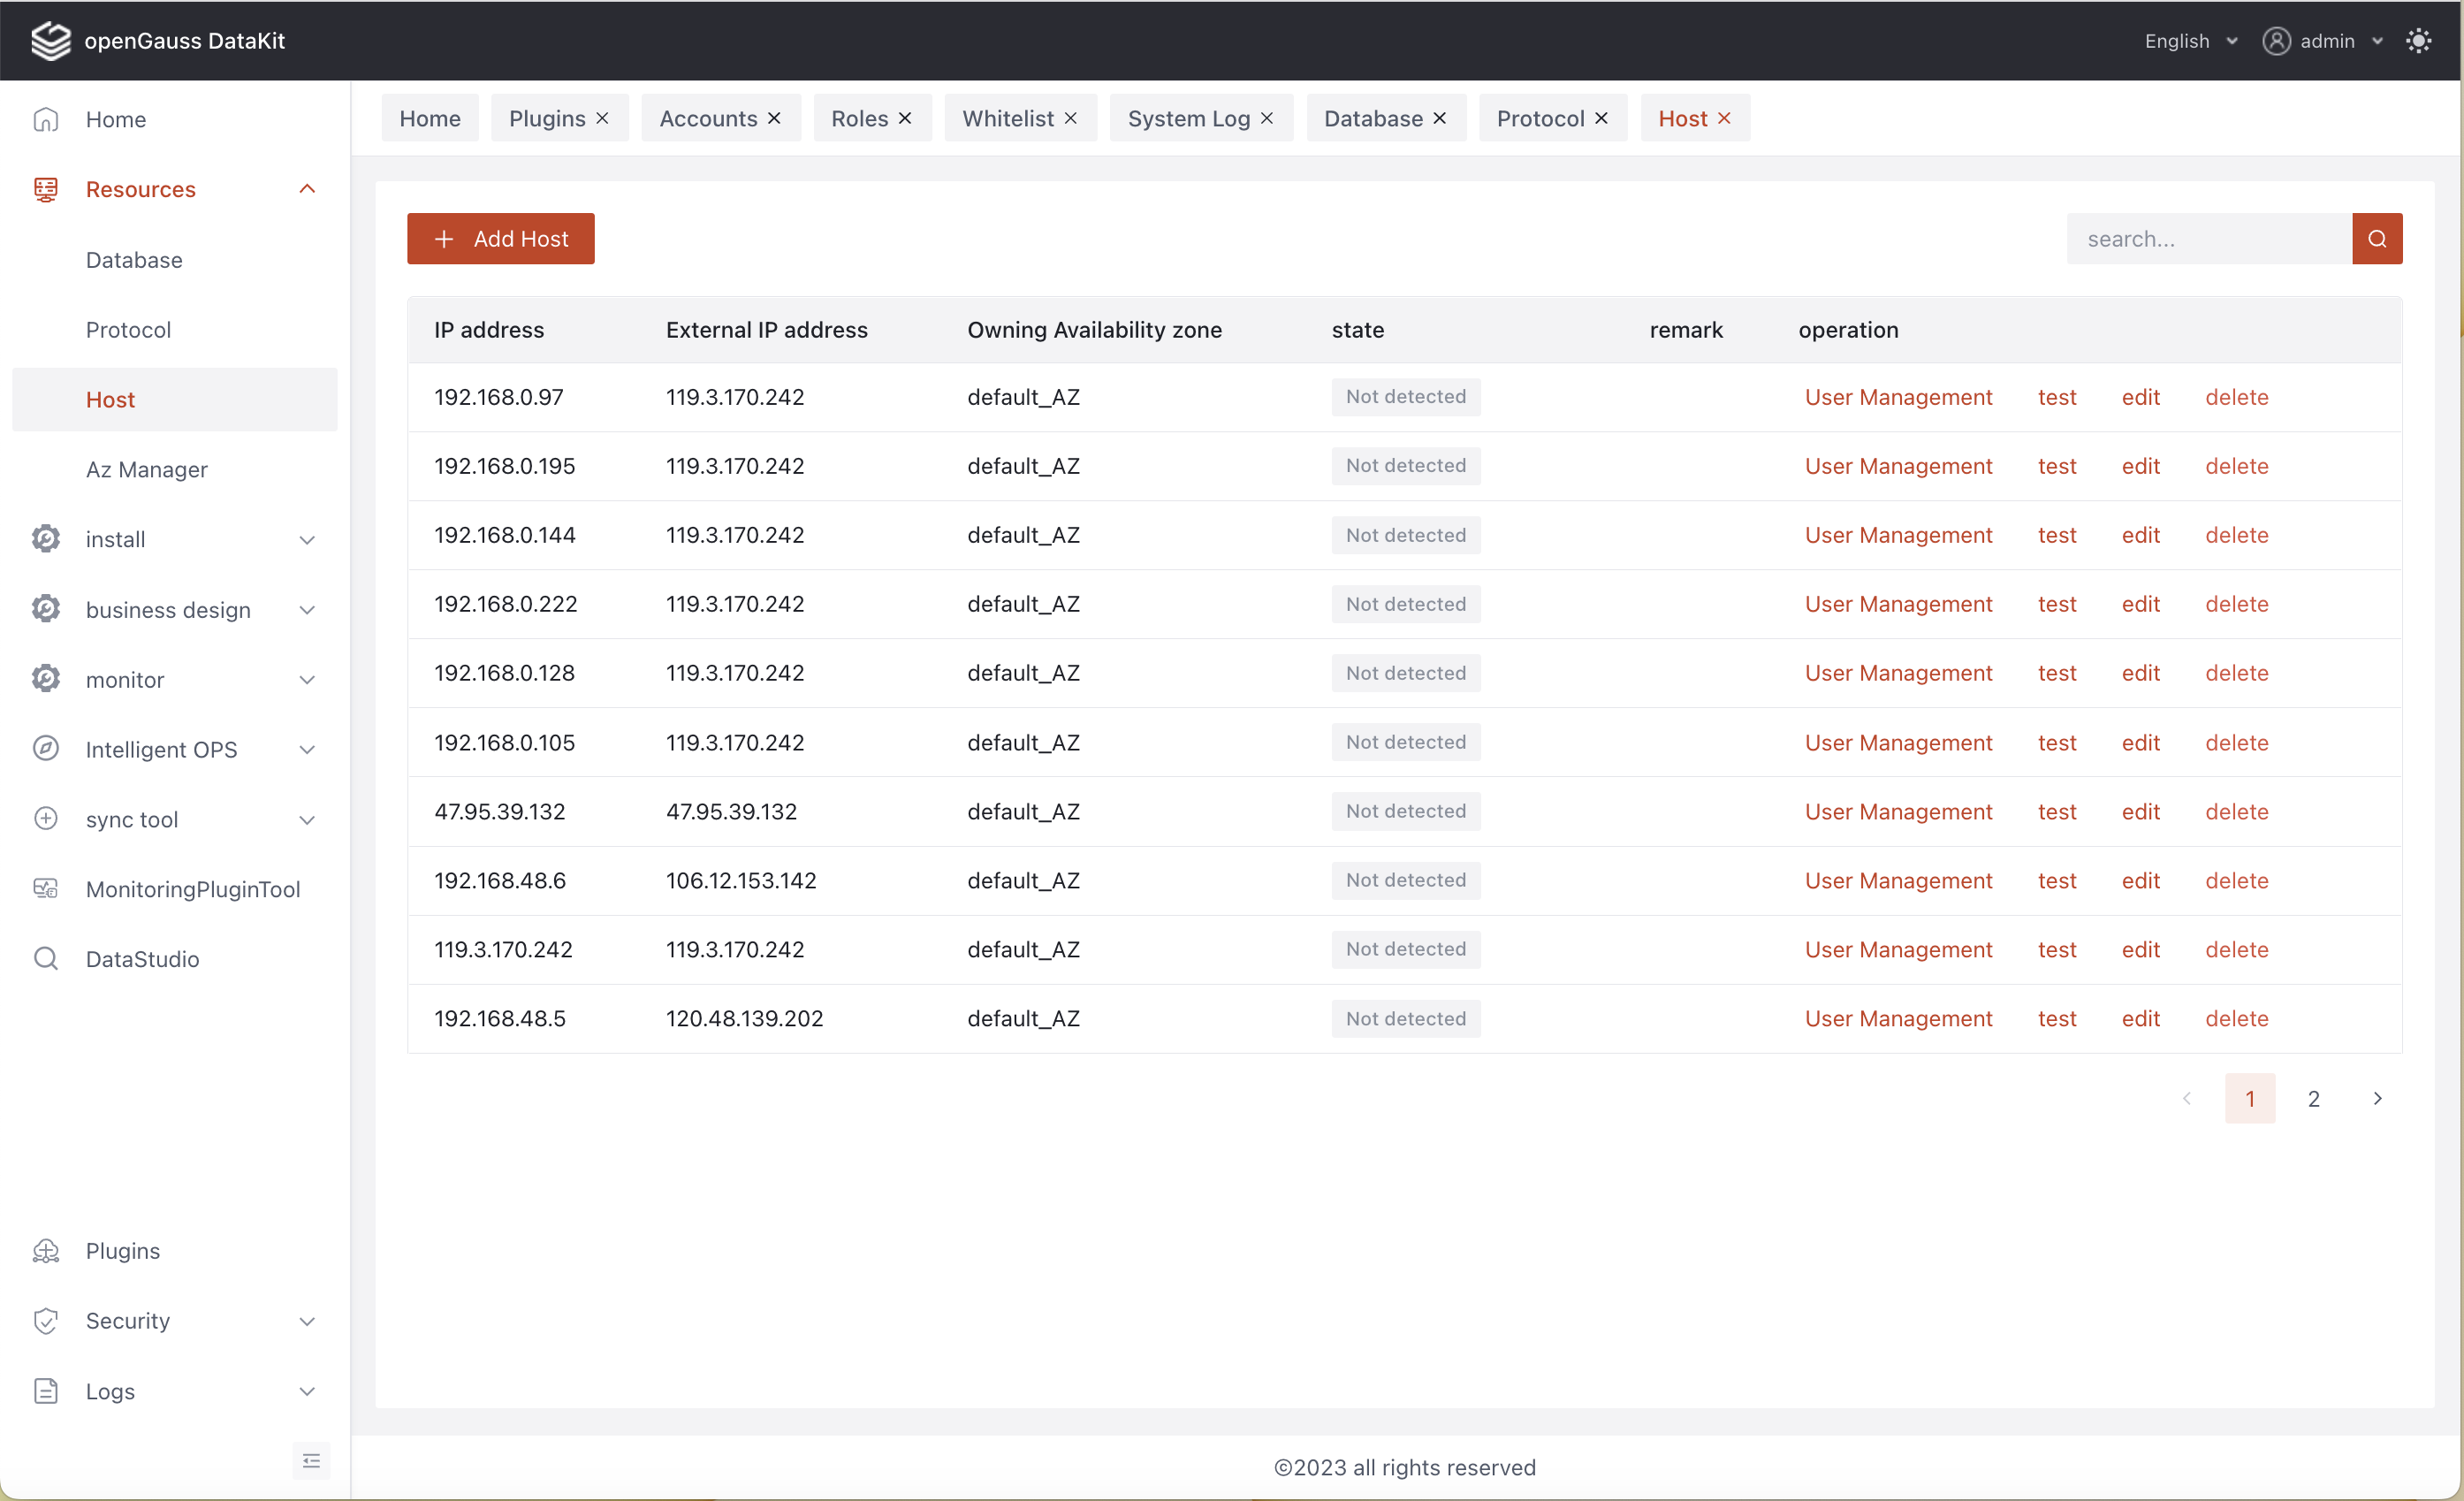 openGauss DataKit
English
admin
Home
Resources
Database
Protocol
Host
Az Manager
install
business design
monitor
Intelligent OPS
sync tool
MonitoringPluginTool
DataStudio
Plugins
Security
Logs
Home Plugins Accounts Roles Whitelist System Log Database Protocol Host
Add Host
search...
IP address External IP address Owning Availability zone state remark operation
192.168.0.97 119.3.170.242 default_AZ Not detected User Management test edit delete
192.168.0.195 119.3.170.242 default_AZ Not detected User Management test edit delete
192.168.0.144 119.3.170.242 default_AZ Not detected User Management test edit delete
192.168.0.222 119.3.170.242 default_AZ Not detected User Management test edit delete
192.168.0.128 119.3.170.242 default_AZ Not detected User Management test edit delete
192.168.0.105 119.3.170.242 default_AZ Not detected User Management test edit delete
47.95.39.132 47.95.39.132 default_AZ Not detected User Management test edit delete
192.168.48.6 106.12.153.142 default_AZ Not detected User Management test edit delete
119.3.170.242 119.3.170.242 default_AZ Not detected User Management test edit delete
192.168.48.5 120.48.139.202 default_AZ Not detected User Management test edit delete
1 2
©2023 all rights reserved